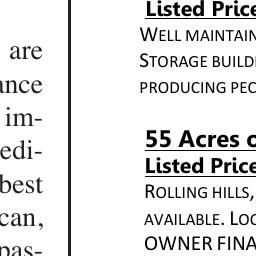 are
ance
im-
edi-
best
can,
pas-
Listed Price
Well maintain
Storage build
producing pec
55 Acres o
Listed Price
Rolling hills,
available. Loc
owner fina